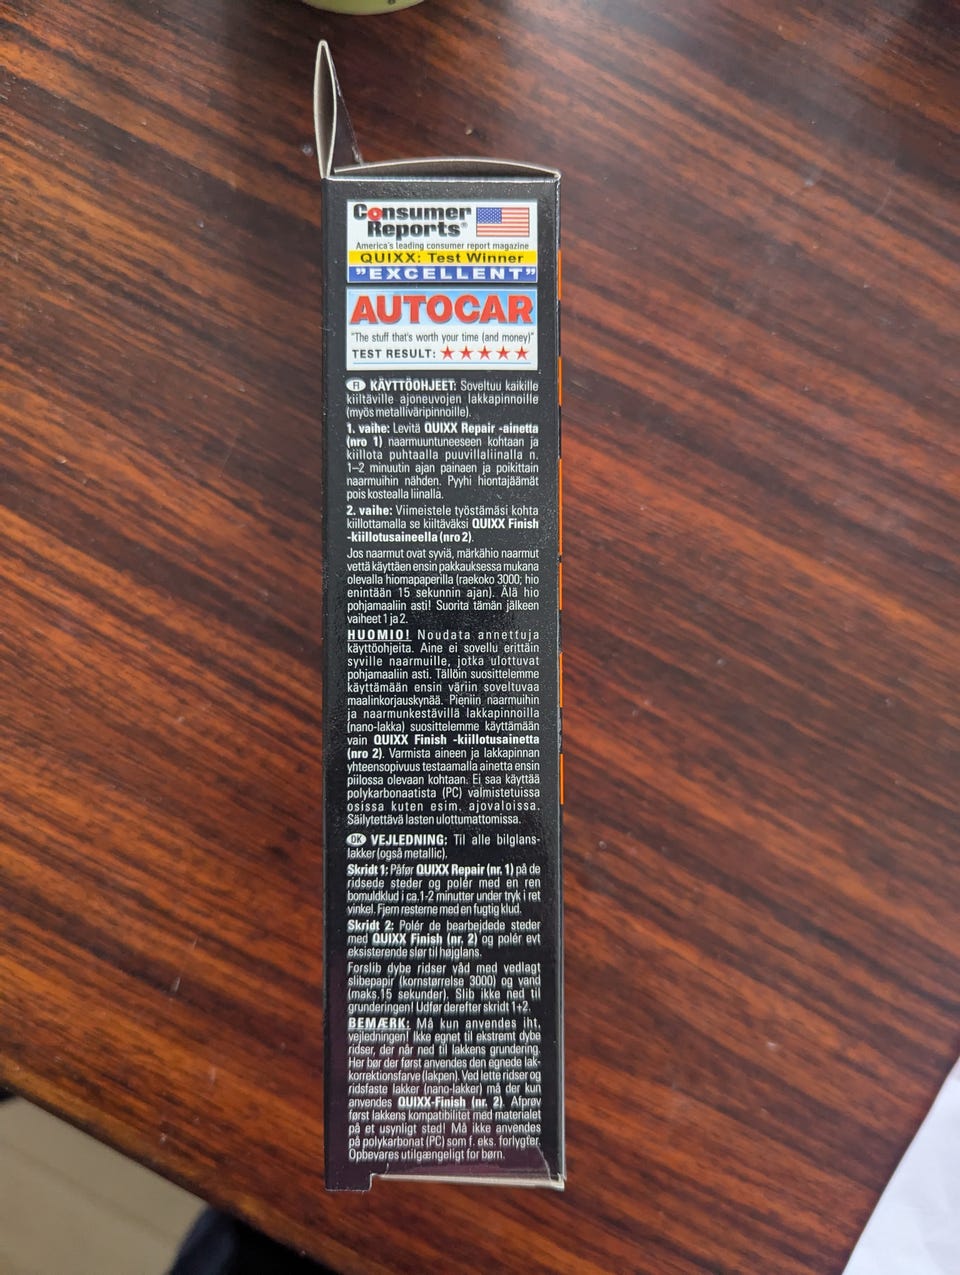 Consumer
Reports®
America's leading consumer report magazine
QUIXX: Test Winner
"EXCELLENT"
AUTOCAR
"The stuff that's worth your time (and money)"
TEST RESULT: ★★★★★
FI KÄYTTÖOHJEET: Soveltuu kaikille
kiiltäville ajoneuvojen lakkapinnoille
(myös metalliväripinnoille).
1. vaihe: Levitä QUIXX Repair -ainetta
(nro 1) naarmuuntuneeseen kohtaan ja
kiillota puhtaalla puuvillaliinalla n.
1–2 minuutin ajan painaen ja poikittain
naarmuihin nähden. Pyyhi hiontajäämät
pois kostealla liinalla.
2. vaihe: Viimeistele työstämäsi kohta
kiillottamalla se kiiltäväksi QUIXX Finish
-kiillotusaineella (nro 2).
Jos naarmut ovat syviä, märkähio naarmut
vettä käyttäen ensin pakkauksessa mukana
olevalla hiomapaperilla (raekoko 3000; hio
enintään 15 sekunnin ajan). Älä hio
pohjamaaliin asti! Suorita tämän jälkeen
vaiheet 1 ja 2.
HUOMIO! Noudata annettuja
käyttöohjeita. Aine ei sovellu erittäin
syville naarmuille, jotka ulottuvat
pohjamaaliin asti. Tällöin suosittelemme
käyttämään ensin väriin soveltuvaa
maalinkorjauskynää. Pieniin naarmuihin
ja naarmunkestävillä lakkapinnoilla
(nano-lakka) suosittelemme käyttämään
vain QUIXX Finish -kiillotusainetta
(nro 2). Varmista aineen ja lakkapinnan
yhteensopivuus testaamalla ainetta ensin
piilossa olevaan kohtaan. Ei saa käyttää
polykarbonaatista (PC) valmistetuissa
osissa kuten esim. ajovaloissa.
Säilytettävä lasten ulottumattomissa.
DK VEJLEDNING: Til alle bilglans-
lakker (også metallic).
Skridt 1: Påfør QUIXX Repair (nr. 1) på de
ridsede steder og polér med en ren
bomuldklud i ca.1-2 minutter under tryk i ret
vinkel. Fjern resterne med en fugtig klud.
Skridt 2: Polér de bearbejdede steder
med QUIXX Finish (nr. 2) og polér evt
eksisterende slør til højglans.
Forslib dybe ridser våd med vedlagt
slibepapir (kornstørrelse 3000) og vand
(maks.15 sekunder). Slib ikke ned til
grunderingen! Udfør derefter skridt 1+2.
BEMÆRK: Må kun anvendes iht.
vejledningen! Ikke egnet til ekstremt dybe
ridser, der når ned til lakkens grundering.
Her bør der først anvendes den egnede lak-
korrektionsfarve (lakpen). Ved lette ridser og
ridsfaste lakker (nano-lakker) må der kun
anvendes QUIXX-Finish (nr. 2). Afprøv
først lakkens kompatibilitet med materialet
på et usynligt sted! Må ikke anvendes
på polykarbonat (PC) som f. eks. forlygter.
Opbevares utilgængeligt for børn.